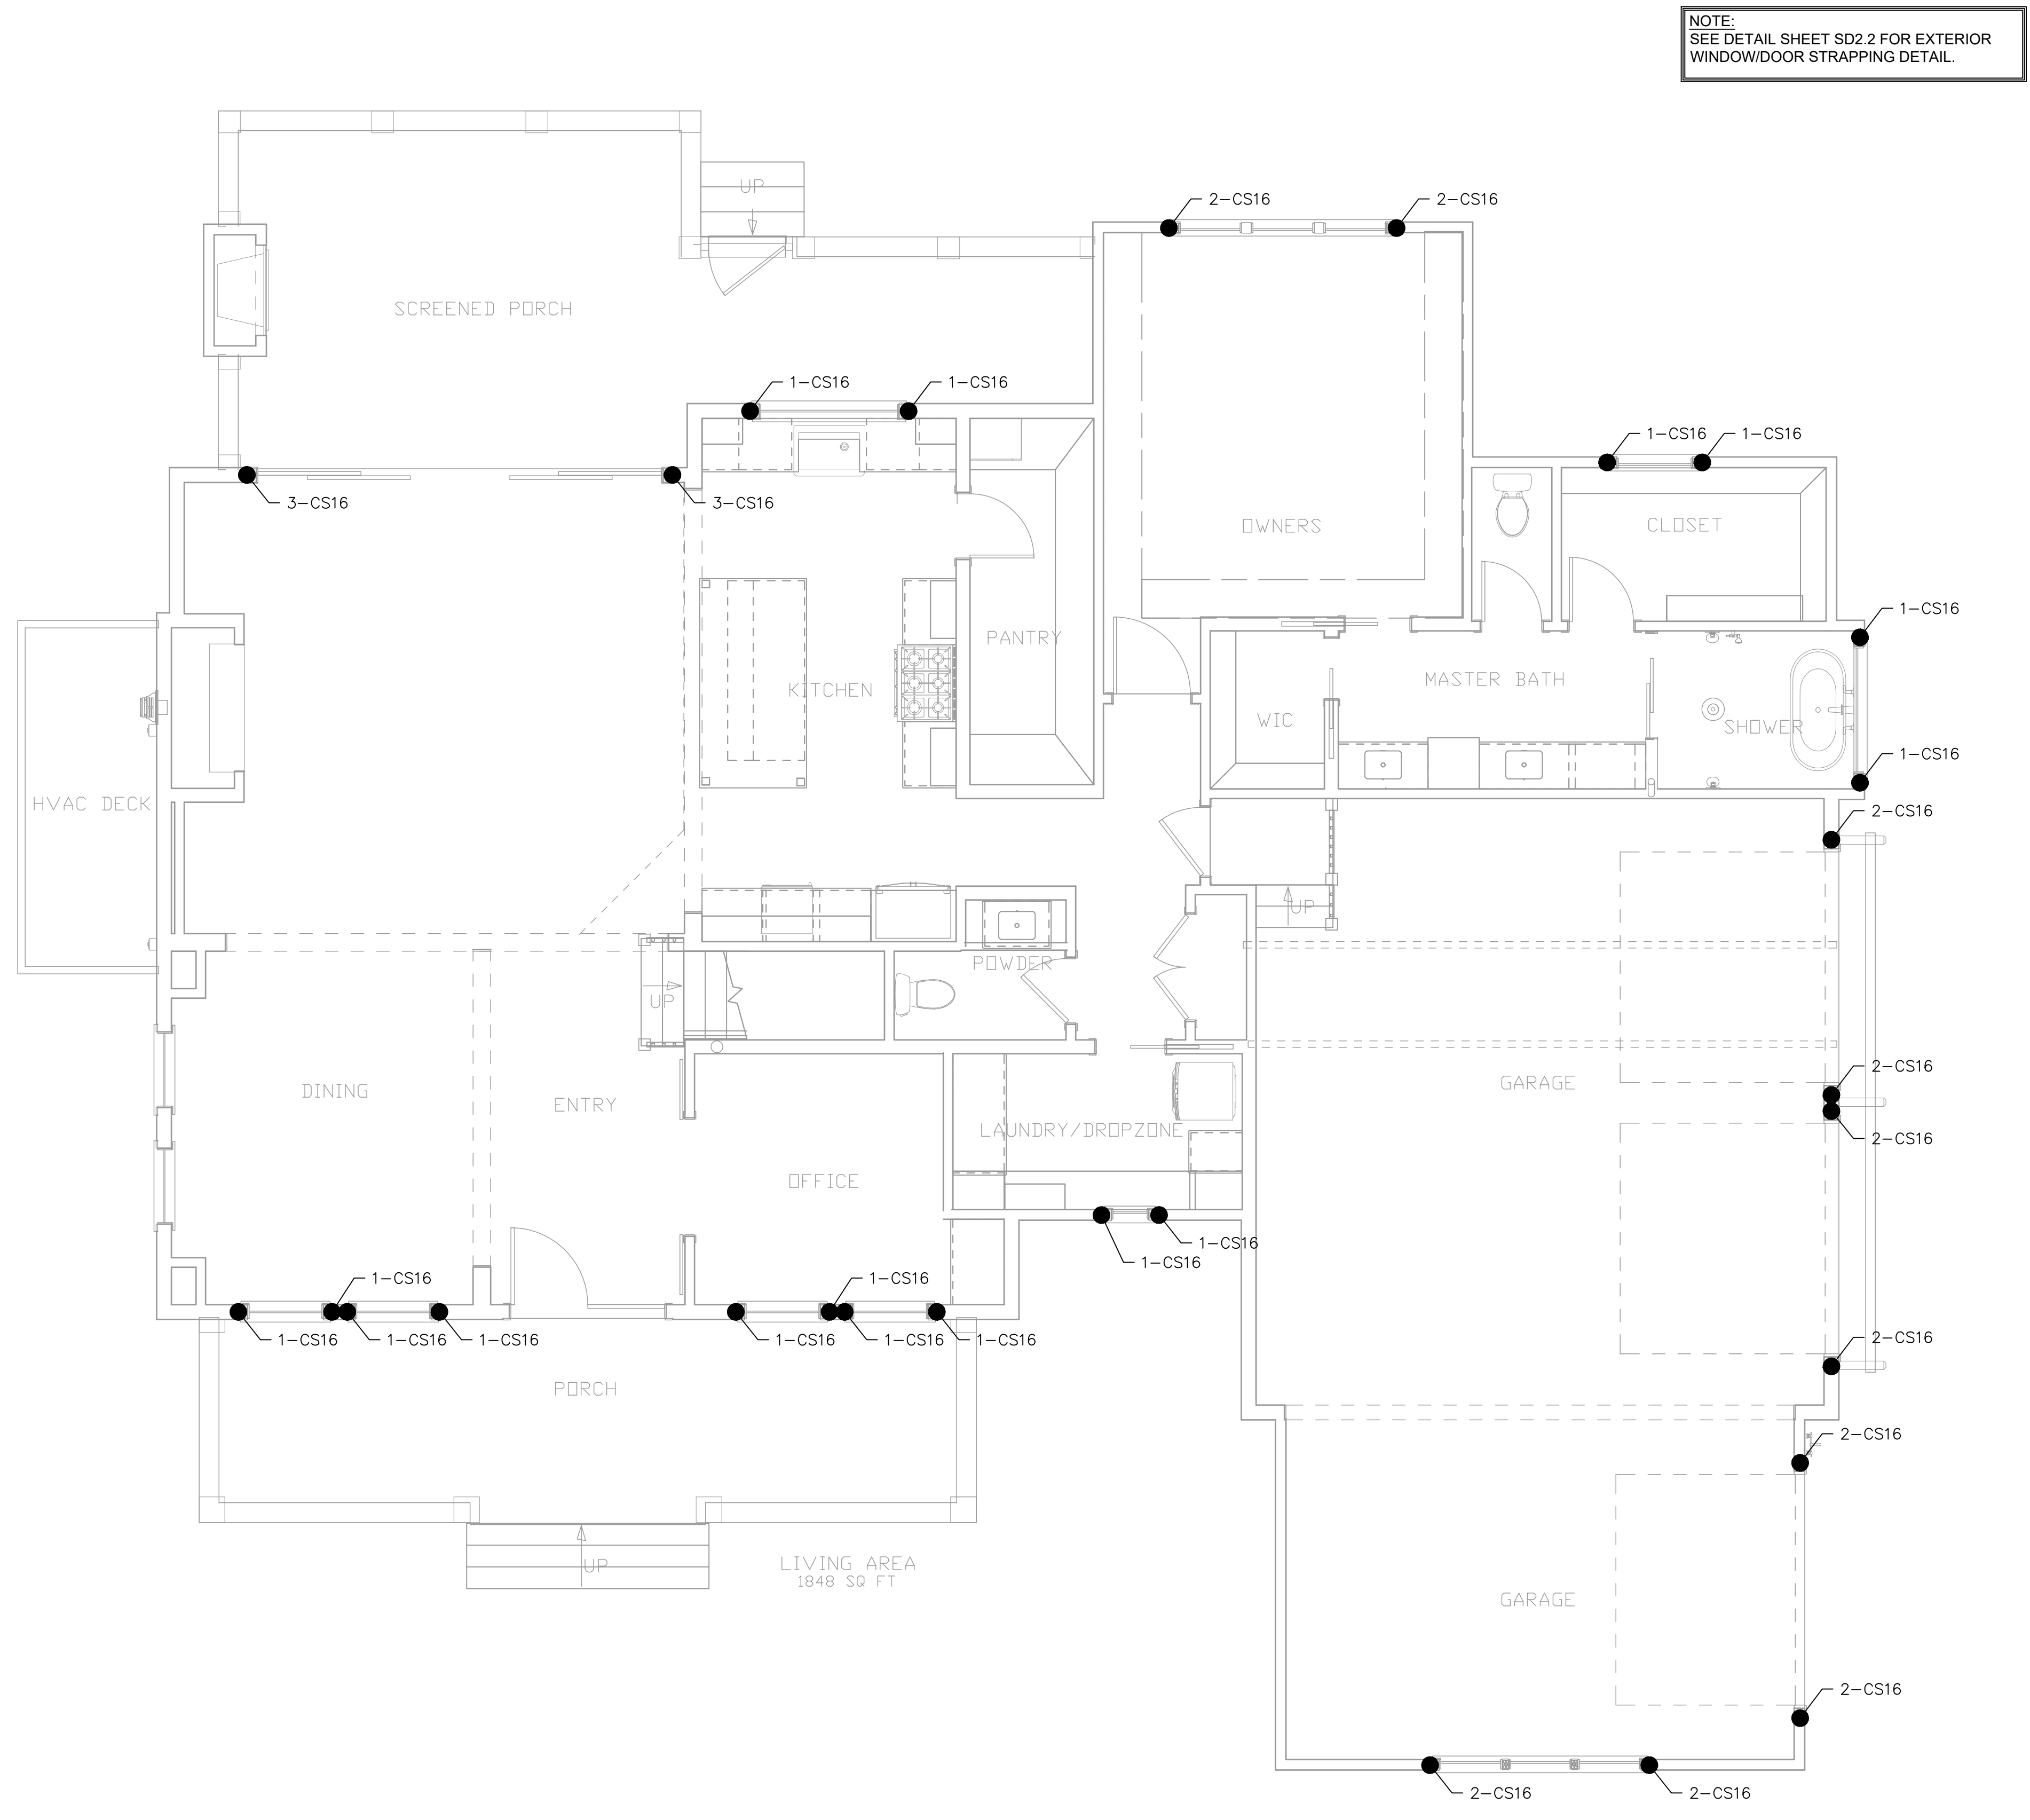 NOTE:
SEE DETAIL SHEET SD2.2 FOR EXTERIOR
WINDOW/DOOR STRAPPING DETAIL.
UP
2-CS16
2-CS16
SCREENED PORCH
1-CS16
1-CS16
1-CS16
1-CS16
3-CS16
3-CS16
OWNERS
CLOSET
1-CS16
PANTRY
MASTER BATH
KITCHEN
WIC
SHOWER
1-CS16
HVAC DECK
2-CS16
UP
POWDER
UP
2-CS16
GARAGE
DINING
ENTRY
LAUNDRY/DROPZONE
2-CS16
OFFICE
1-CS16
1-CS16
1-CS16
1-CS16
2-CS16
1-CS16
1-CS16
1-CS16
1-CS16
1-CS16
1-CS16
PORCH
2-CS16
LIVING AREA
1848 SQ FT
UP
GARAGE
2-CS16
2-CS16
2-CS16